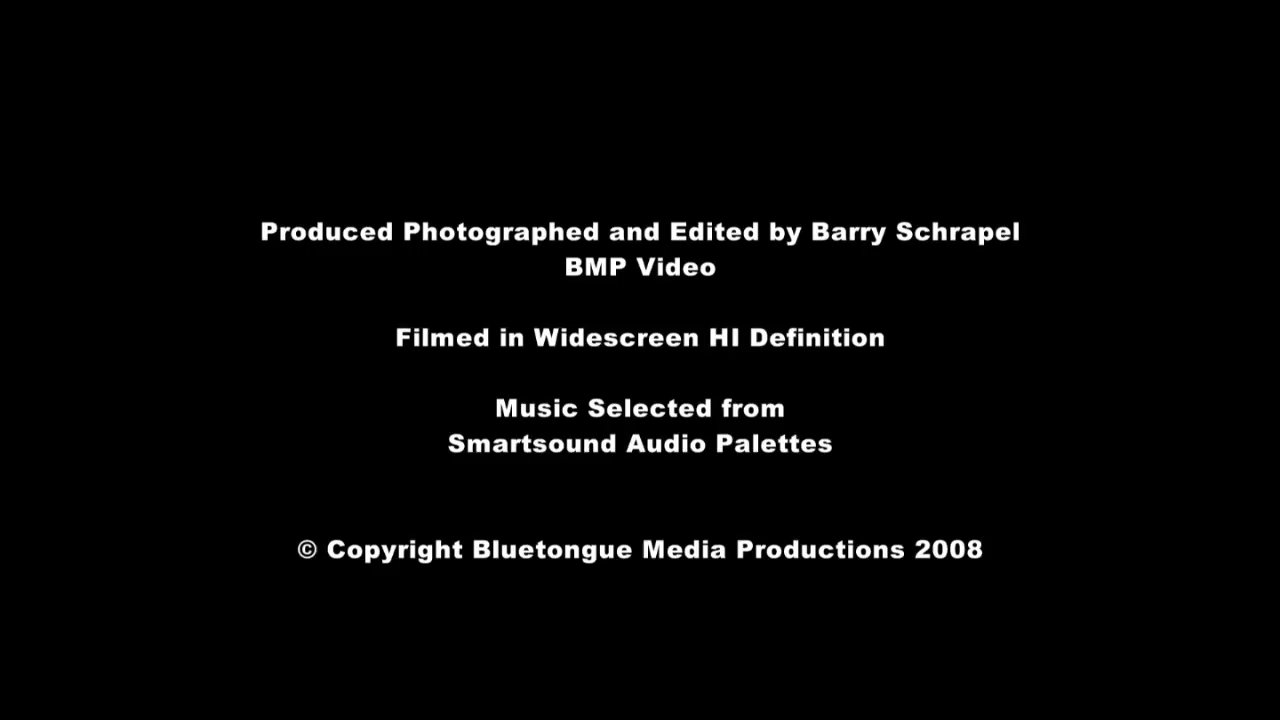 Produced Photographed and Edited by Barry Schrapel
BMP Video
Filmed in Widescreen HI Definition
Music Selected from
Smartsound Audio Palettes
© Copyright Bluetongue Media Productions 2008